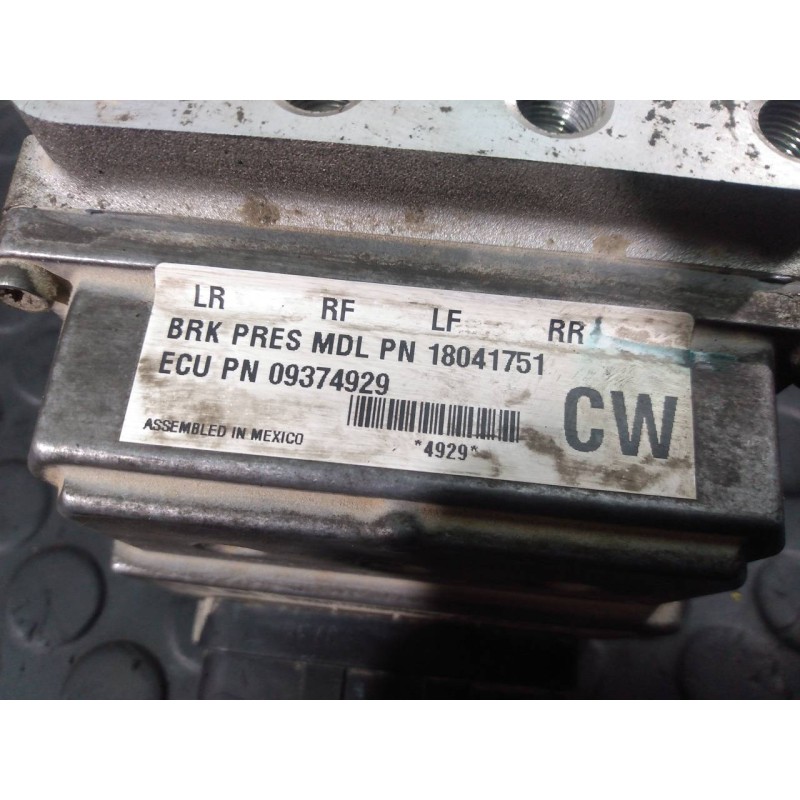 LR RF LF RR
BRK PRES MDL PN 18041751
ECU PN 09374929
CW
ASSEMBLED IN MEXICO
*4929*